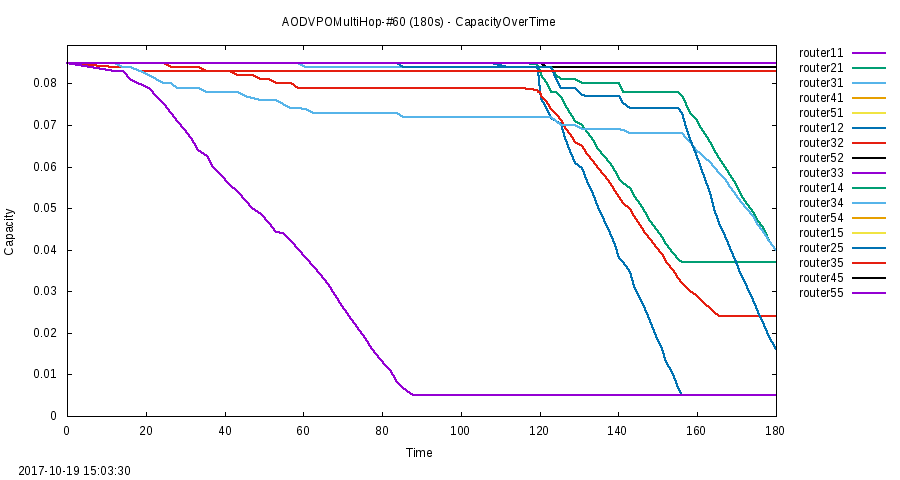 AODVPOMultiHop-#60 (180s) - CapacityOverTime
router11
router21
router31
router41
router51
router12
router32
router52
router33
router14
router34
router54
router15
router25
router35
router45
router55
0.08
0.07
0.06
0.05
0.04
0.03
0.02
0.01
0
Capacity
0 20 40 60 80 100 120 140 160 180
Time
2017-10-19 15:03:30